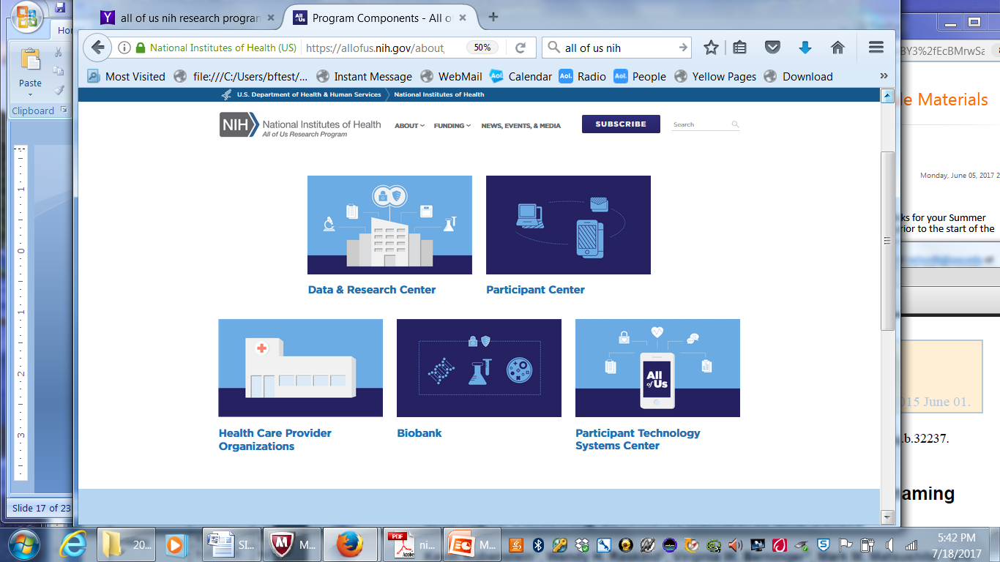 all of us nih research program
Program Components - All o
National Institutes of Health (US)
https://allofus.nih.gov/about
50%
all of us nih
Most Visited
file:///C:/Users/bftest/...
Instant Message
WebMail
Aol.
Calendar
Aol.
Radio
Aol.
People
Yellow Pages
Download
»
U.S. Department of Health & Human Services
National Institutes of Health
NIH
National Institutes of Health
All of Us Research Program
ABOUT
FUNDING
NEWS, EVENTS, & MEDIA
SUBSCRIBE
Search
Data & Research Center
Participant Center
All
of Us
Health Care Provider
Organizations
Biobank
Participant Technology
Systems Center
Paste
Clipboard
Slide 17 of 23
BY3%2fEcBMrwSa
e Materials
Monday, June 05, 2017 2
ks for your Summer
rior to the start of the
015 June 01.
.b.32237.
aming
20...
SI...
M...
ni...
M...
5:42 PM
7/18/2017